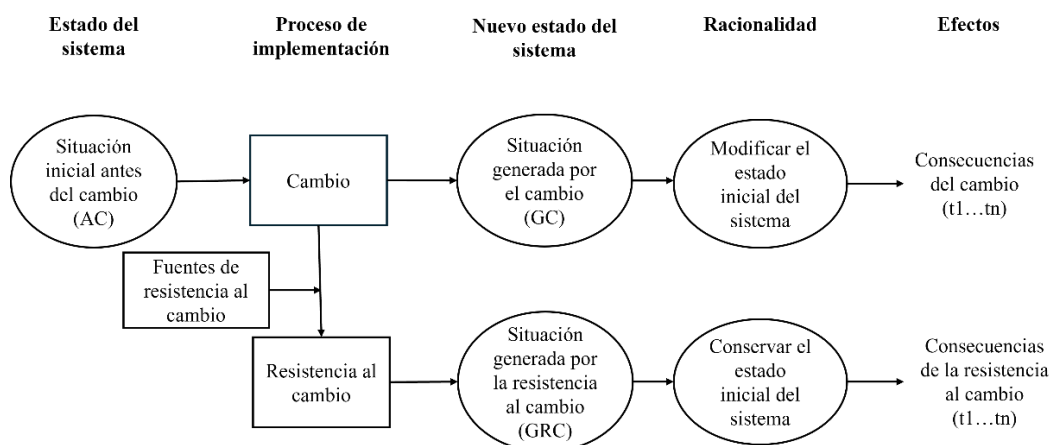 Estado del
sistema
Proceso de
implementación
Nuevo estado del
sistema
Racionalidad
Efectos
Situación
inicial antes
del cambio
(AC)
Cambio
Situación
generada por
el cambio
(GC)
Modificar el
estado
inicial del
sistema
Consecuencias
del cambio
(t1…tn)
Fuentes de
resistencia al
cambio
Resistencia al
cambio
Situación
generada por
la resistencia
al cambio
(GRC)
Conservar el
estado
inicial del
sistema
Consecuencias
de la resistencia
al cambio
(t1…tn)